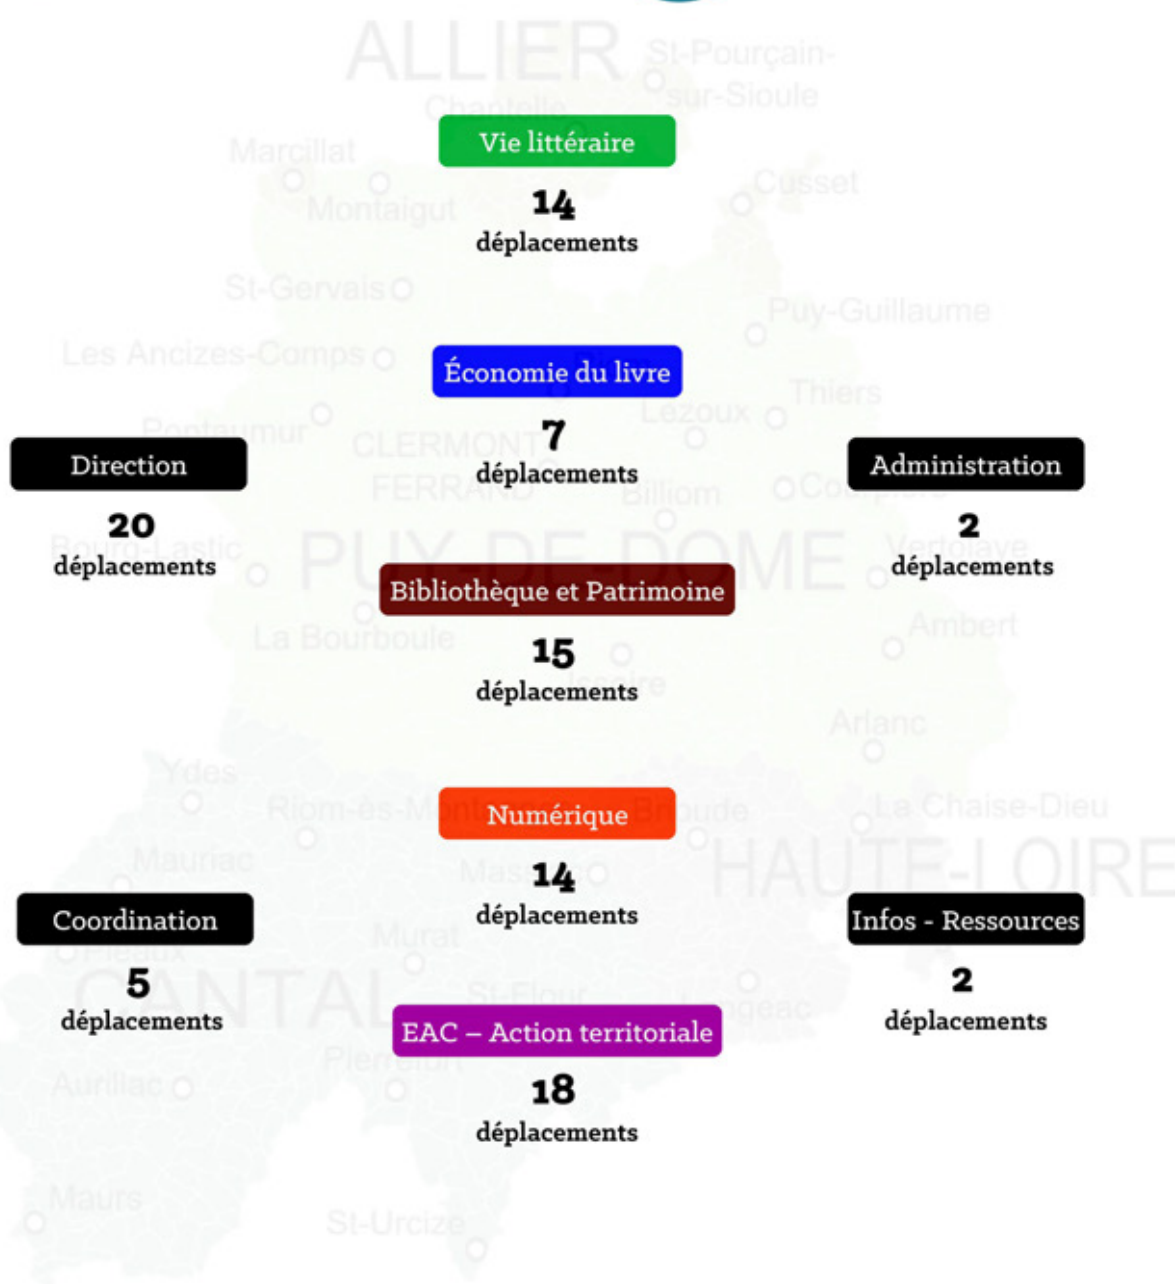 ALLIER
St-Pourçain-
sur-Sioule
Chantelle
Vie littéraire
14
déplacements
Marcillat
Montaigut
Cusset
St-Gervais
Puy-Guillaume
Les Ancizes-Comps
Économie du livre
7
déplacements
Thiers
Lezoux
Pontaumur
CLERMONT
FERRAND
Billiom
Direction
20
déplacements
Administration
2
déplacements
Bourg-Lastic
PUY-DE-DOME
Vertolaye
Bibliothèque et Patrimoine
15
déplacements
La Bourboule
Ambert
Issoire
Arlanc
Ydes
Riom-ès-Montagnes
Brioude
La Chaise-Dieu
Numérique
14
déplacements
Mauriac
HAUTE-LOIRE
Coordination
5
déplacements
Infos - Ressources
2
déplacements
Murat
CANTAL
St-Flour
Langeac
EAC – Action territoriale
18
déplacements
Pierrefort
Aurillac
Maurs
St-Urcize